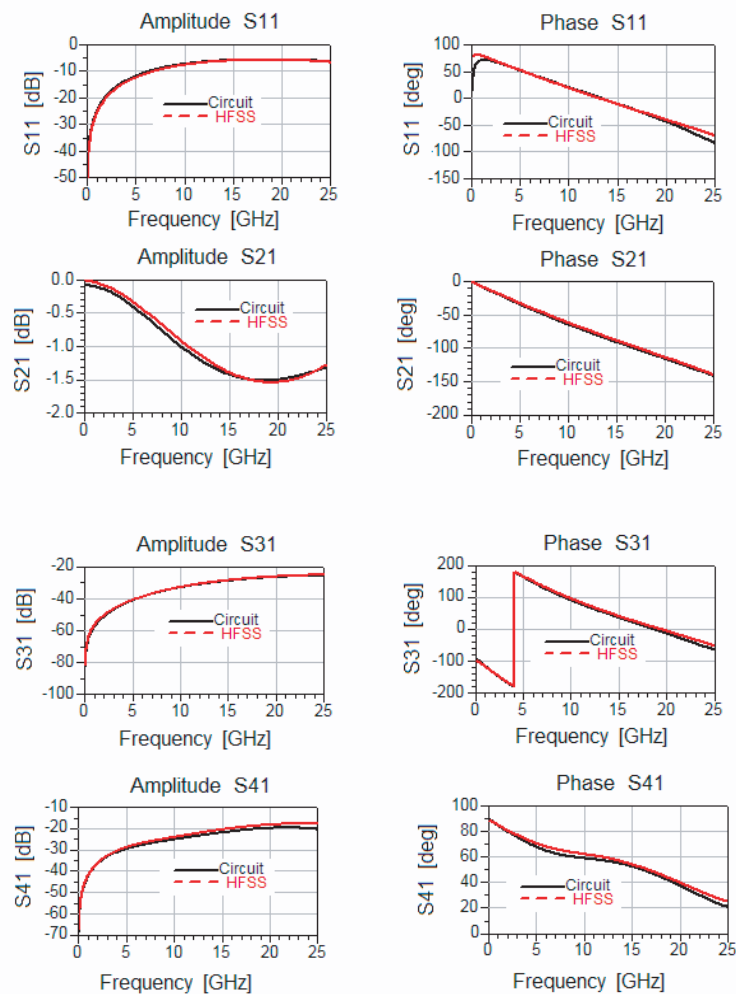 Amplitude S11
0
-10
-20
-30
-40
-50
S11 [dB]
Circuit
HFSS
0 5 10 15 20 25
Frequency [GHz]
Phase S11
100
50
0
-50
-100
-150
S11 [deg]
Circuit
HFSS
0 5 10 15 20 25
Frequency [GHz]
Amplitude S21
0.0
-0.5
-1.0
-1.5
-2.0
S21 [dB]
Circuit
HFSS
0 5 10 15 20 25
Frequency [GHz]
Phase S21
0
-50
-100
-150
-200
S21 [deg]
Circuit
HFSS
0 5 10 15 20 25
Frequency [GHz]
Amplitude S31
-20
-40
-60
-80
-100
S31 [dB]
Circuit
HFSS
0 5 10 15 20 25
Frequency [GHz]
Phase S31
200
100
0
-100
-200
S31 [deg]
Circuit
HFSS
0 5 10 15 20 25
Frequency [GHz]
Amplitude S41
-10
-20
-30
-40
-50
-60
-70
S41 [dB]
Circuit
HFSS
0 5 10 15 20 25
Frequency [GHz]
Phase S41
100
80
60
40
20
0
S41 [deg]
Circuit
HFSS
0 5 10 15 20 25
Frequency [GHz]